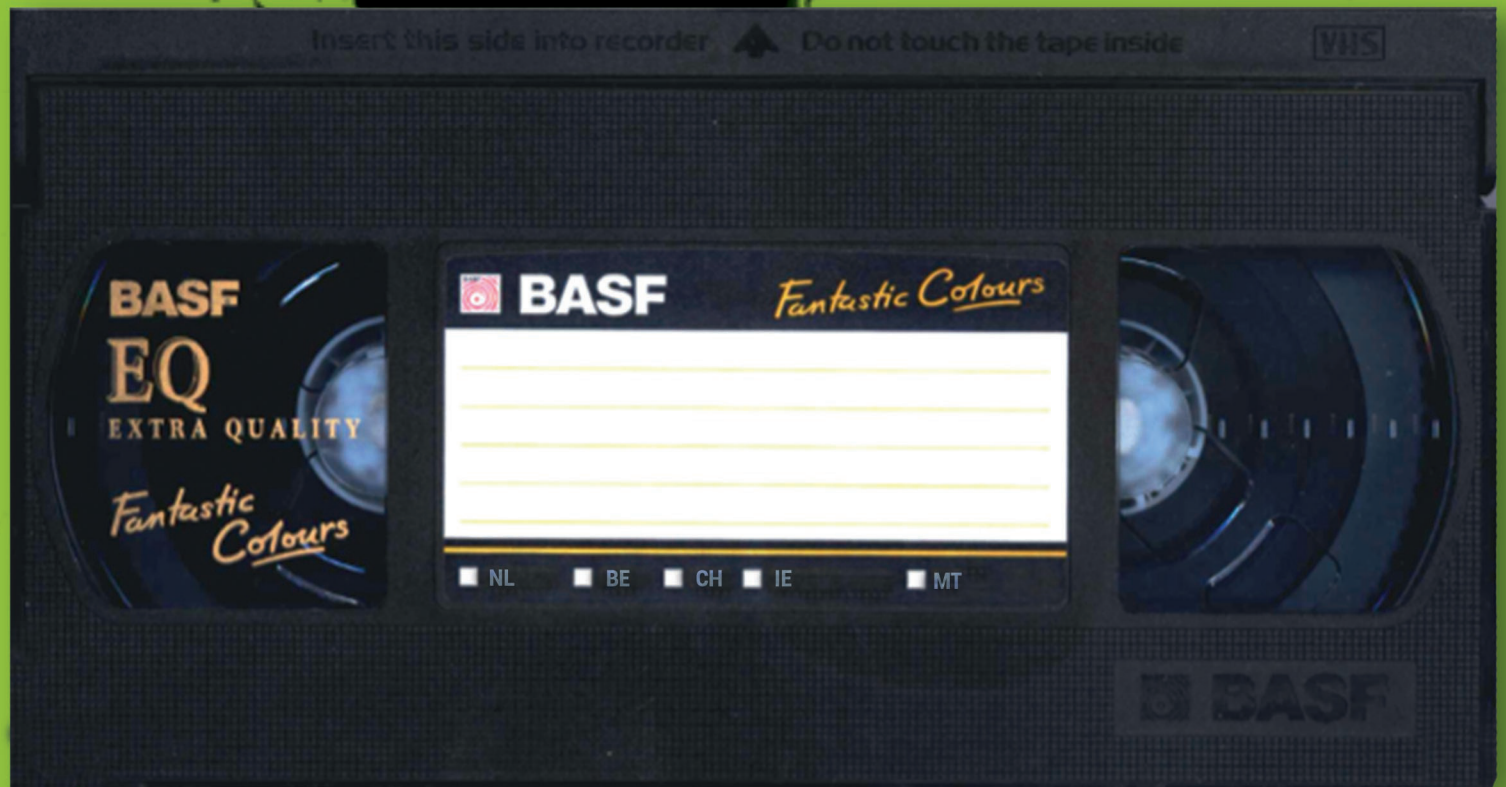 Insert this side into recorder Do not touch the tape inside VHS
BASF
EQ
EXTRA QUALITY
Fantastic
Colours
BASF Fantastic Colours
NL BE CH IE MT
BASF